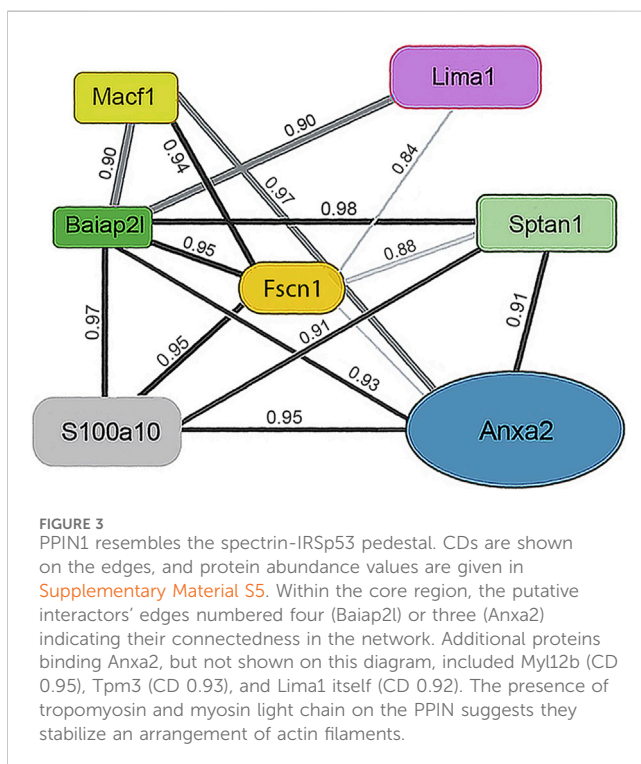 Macf1
Lima1
0.90
0.94
0.90
0.84
0.97
Baiap2l
0.98
Sptan1
0.95
0.88
Fscn1
0.97
0.95
0.91
0.91
0.93
S100a10
0.95
Anxa2
FIGURE 3
PPIN1 resembles the spectrin-IRSp53 pedestal. CDs are shown
on the edges, and protein abundance values are given in
Supplementary Material S5. Within the core region, the putative
interactors’ edges numbered four (Baiap2l) or three (Anxa2)
indicating their connectedness in the network. Additional proteins
binding Anxa2, but not shown on this diagram, included Myl12b (CD
0.95), Tpm3 (CD 0.93), and Lima1 itself (CD 0.92). The presence of
tropomyosin and myosin light chain on the PPIN suggests they
stabilize an arrangement of actin filaments.